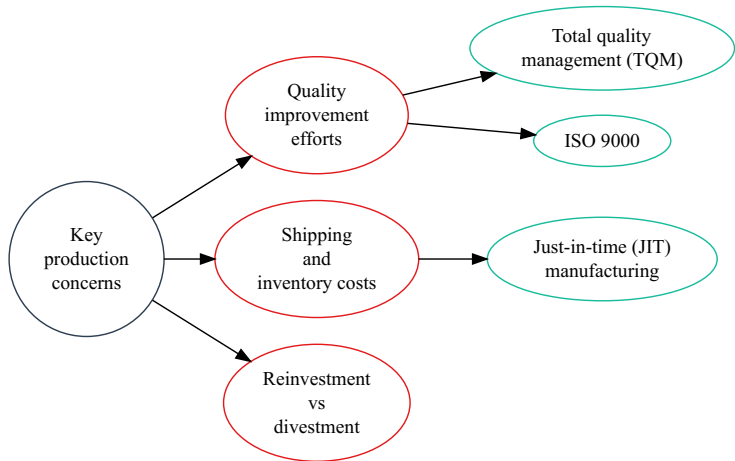 Key
production
concerns
Quality
improvement
efforts
Total quality
management (TQM)
ISO 9000
Shipping
and
inventory costs
Just-in-time (JIT)
manufacturing
Reinvestment
vs
divestment